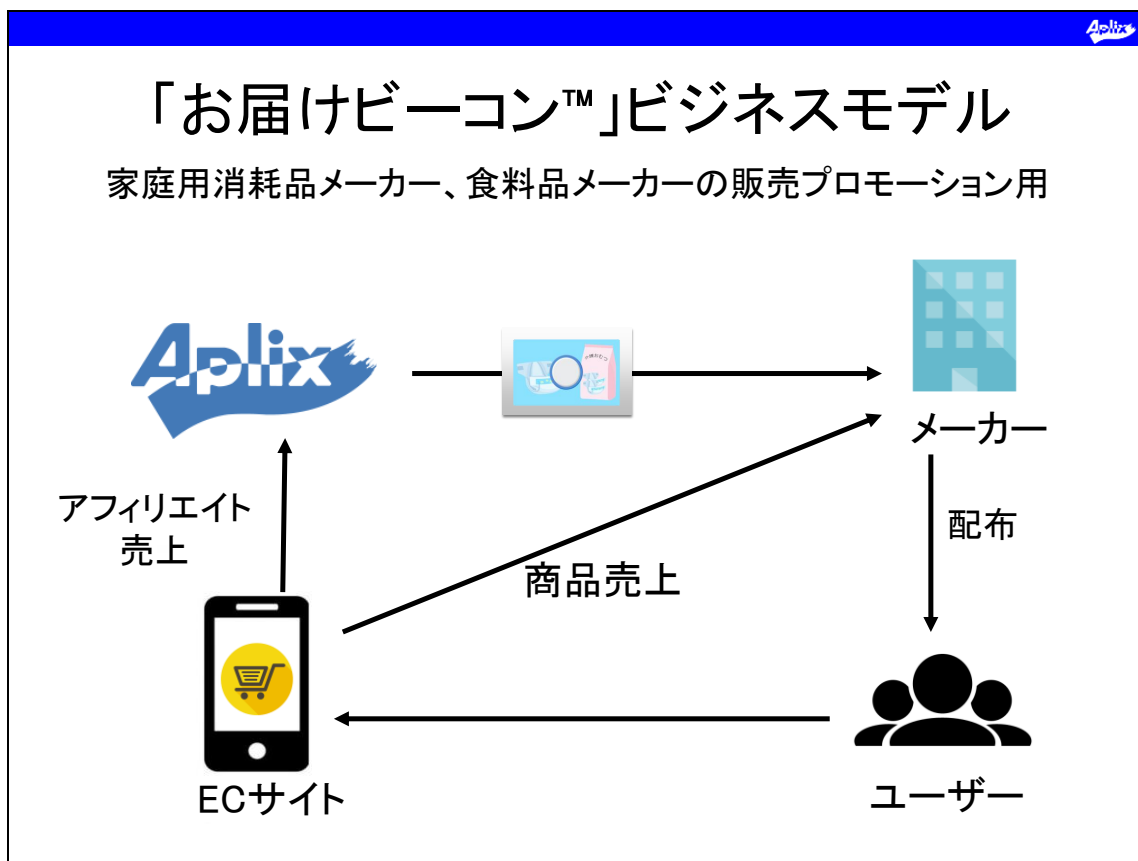 Aplix
「お届けビーコン™」ビジネスモデル
家庭用消耗品メーカー、食料品メーカーの販売プロモーション用
Aplix
メーカー
アフィリエイト
売上
配布
商品売上
ECサイト
ユーザー